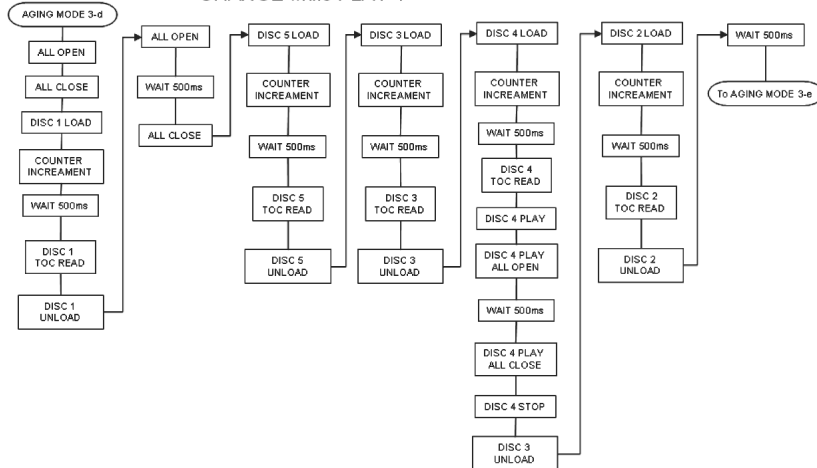 AGING MODE 3-d
ALL OPEN
ALL CLOSE
DISC 1 LOAD
COUNTER
INCREAMENT
WAIT 500ms
DISC 1
TOC READ
DISC 1
UNLOAD
ALL OPEN
WAIT 500ms
ALL CLOSE
DISC 5 LOAD
COUNTER
INCREAMENT
WAIT 500ms
DISC 5
TOC READ
DISC 5
UNLOAD
DISC 3 LOAD
COUNTER
INCREAMENT
WAIT 500ms
DISC 3
TOC READ
DISC 3
UNLOAD
DISC 4 LOAD
COUNTER
INCREAMENT
WAIT 500ms
DISC 4
TOC READ
DISC 4 PLAY
DISC 4 PLAY
ALL OPEN
WAIT 500ms
DISC 4 PLAY
ALL CLOSE
DISC 4 STOP
DISC 3
UNLOAD
DISC 2 LOAD
COUNTER
INCREAMENT
WAIT 500ms
DISC 2
TOC READ
DISC 2
UNLOAD
WAIT 500ms
To AGING MODE 3-e